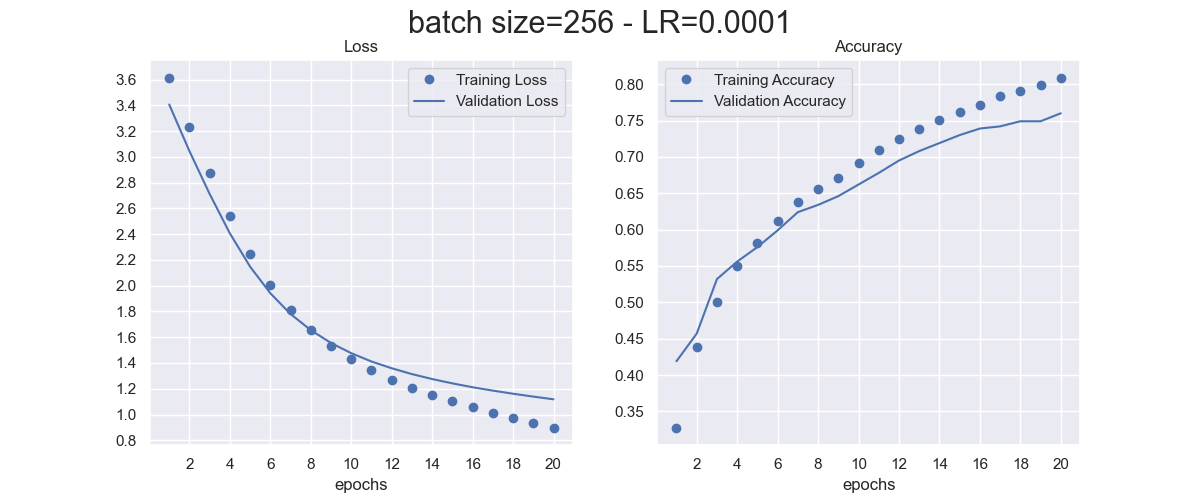 batch size=256 - LR=0.0001
Loss
Training Loss
Validation Loss
3.6
3.4
3.2
3.0
2.8
2.6
2.4
2.2
2.0
1.8
1.6
1.4
1.2
1.0
0.8
2 4 6 8 10 12 14 16 18 20
epochs
Accuracy
Training Accuracy
Validation Accuracy
0.80
0.75
0.70
0.65
0.60
0.55
0.50
0.45
0.40
0.35
2 4 6 8 10 12 14 16 18 20
epochs